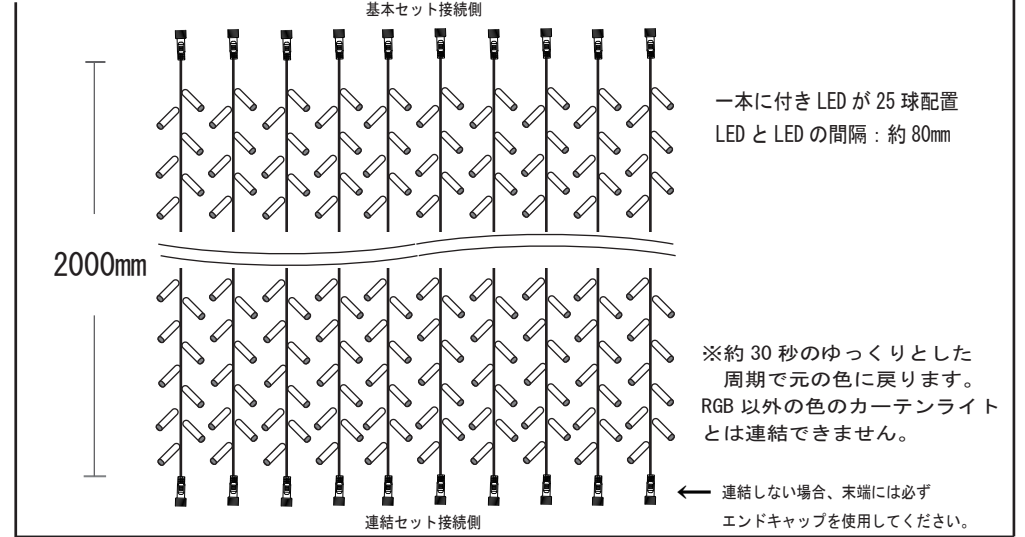 基本セット接続側
一本に付き LED が 25 球配置
LED と LED の間隔：約 80mm
2000mm
※約 30 秒のゆっくりとした
周期で元の色に戻ります。
RGB 以外の色のカーテンライト
とは連結できません。
連結しない場合、末端には必ず
エンドキャップを使用してください。
連結セット接続側